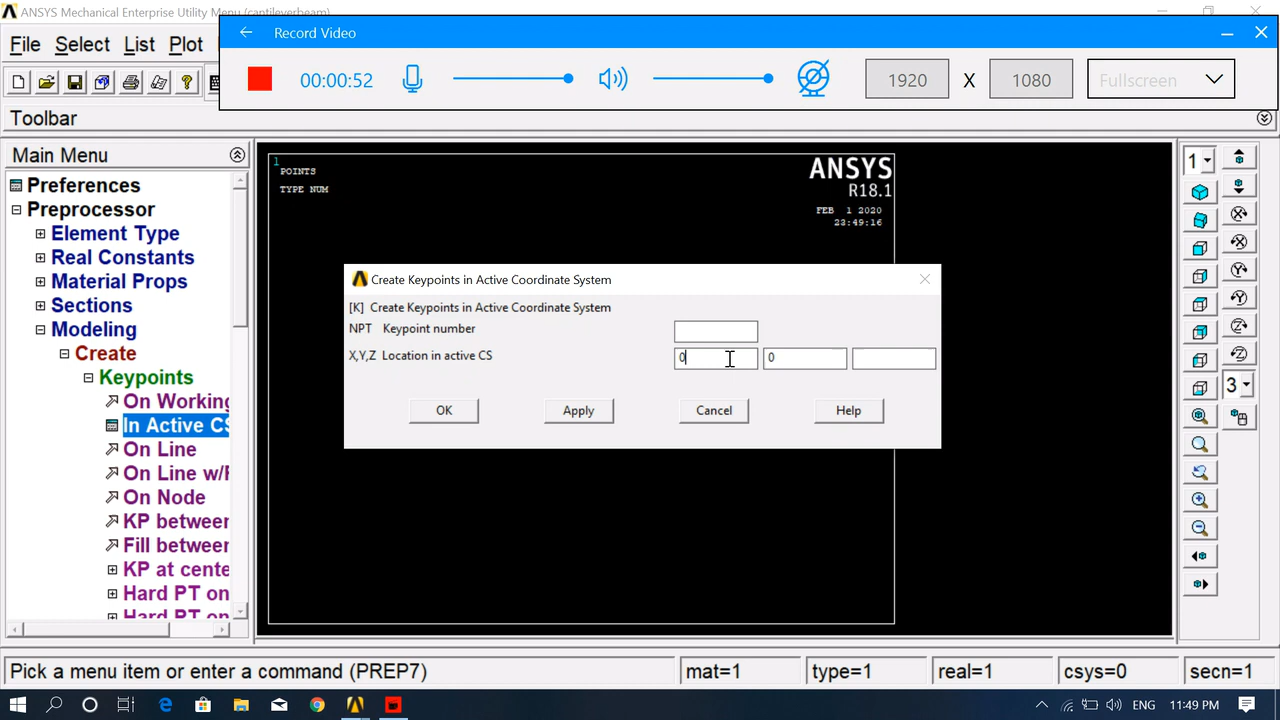 ANSYS Mechanical Enterprise Utility Menu (cantileverbeam)
Record Video
File Select List Plot
00:00:52
1920 X 1080 Fullscreen
Toolbar
Main Menu
Preferences
Preprocessor
Element Type
Real Constants
Material Props
Sections
Modeling
Create
Keypoints
On Working
In Active CS
On Line
On Line w/R
On Node
KP between
Fill between
KP at cente
Hard PT on
Hard PT on
1
POINTS
TYPE NUM
ANSYS
R18.1
FEB 1 2020
23:49:16
Create Keypoints in Active Coordinate System
[K] Create Keypoints in Active Coordinate System
NPT Keypoint number
X,Y,Z Location in active CS 0 0
OK Apply Cancel Help
1
3
Pick a menu item or enter a command (PREP7) mat=1 type=1 real=1 csys=0 secn=1
ENG 11:49 PM